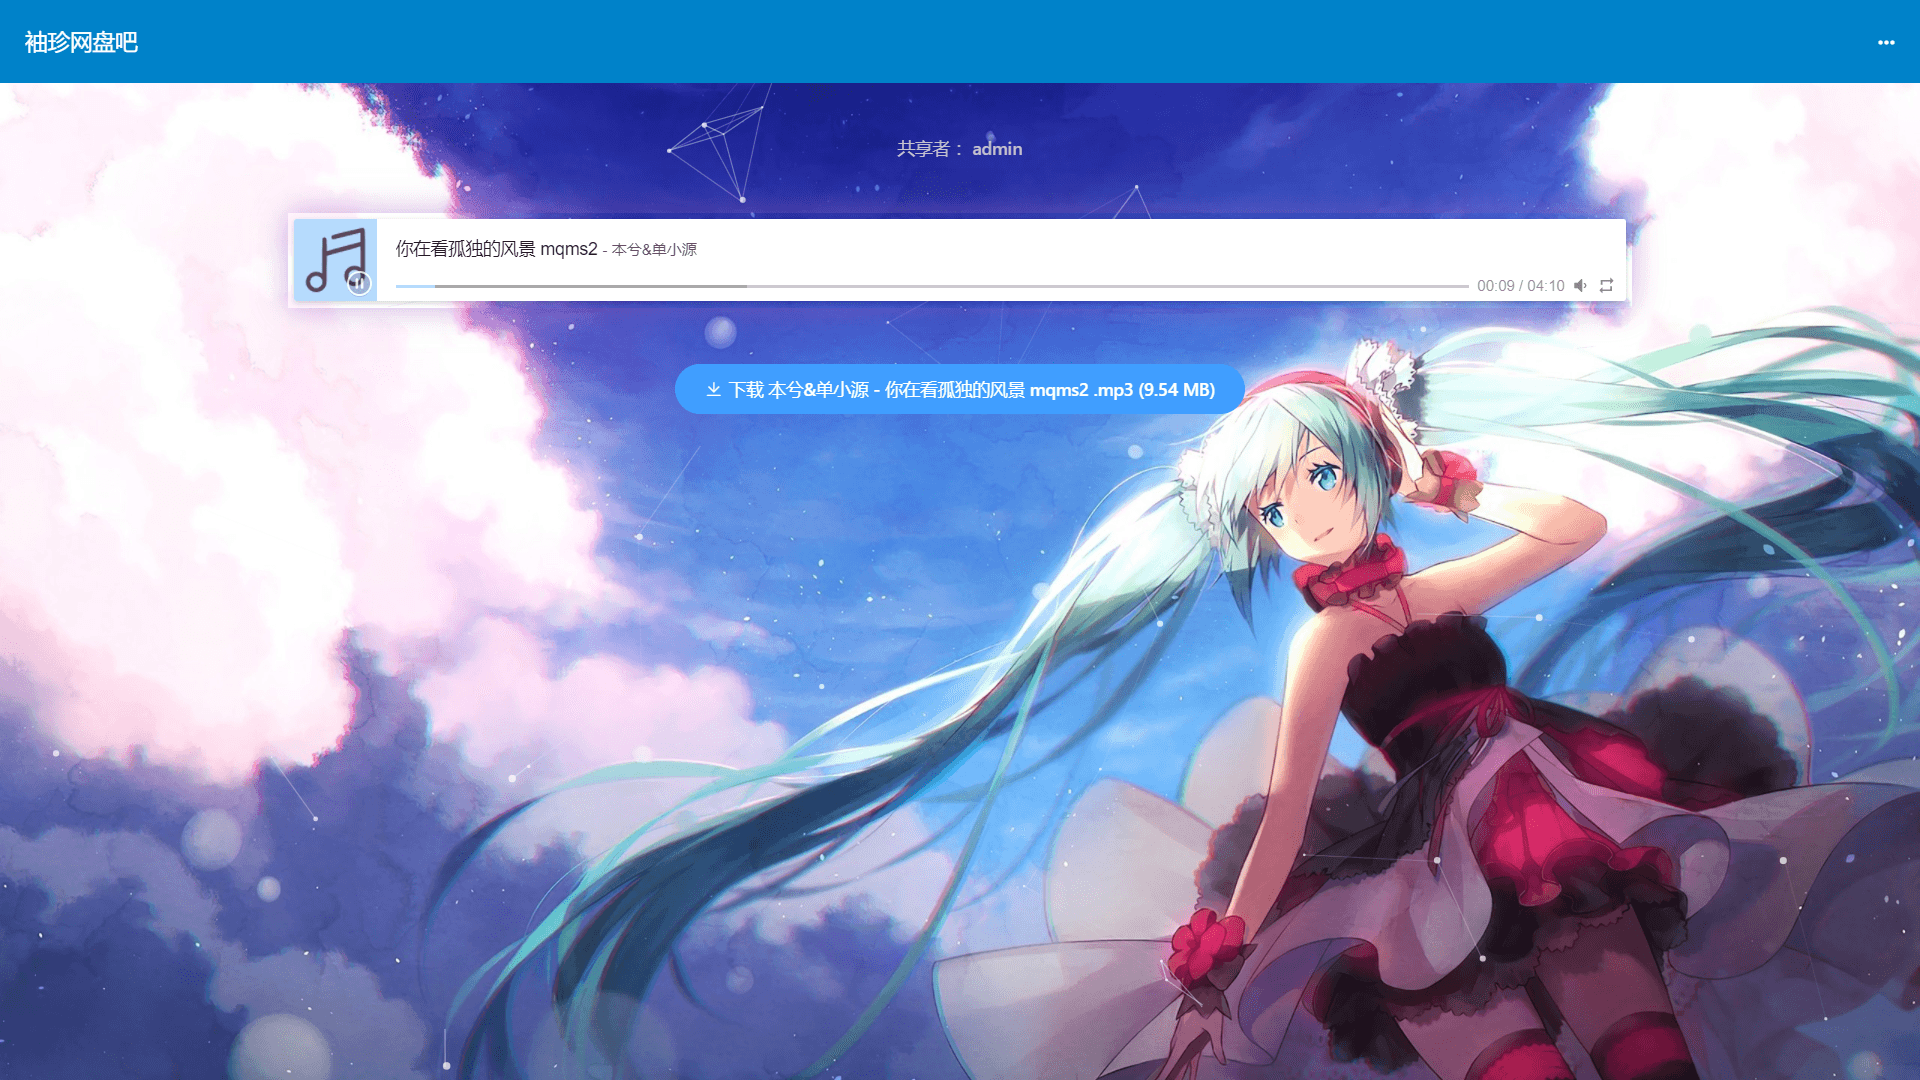 袖珍网盘吧
共享者： admin
你在看孤独的风景 mqms2 - 本兮&单小源
00:09 / 04:10
下载 本兮&单小源 - 你在看孤独的风景 mqms2 .mp3 (9.54 MB)